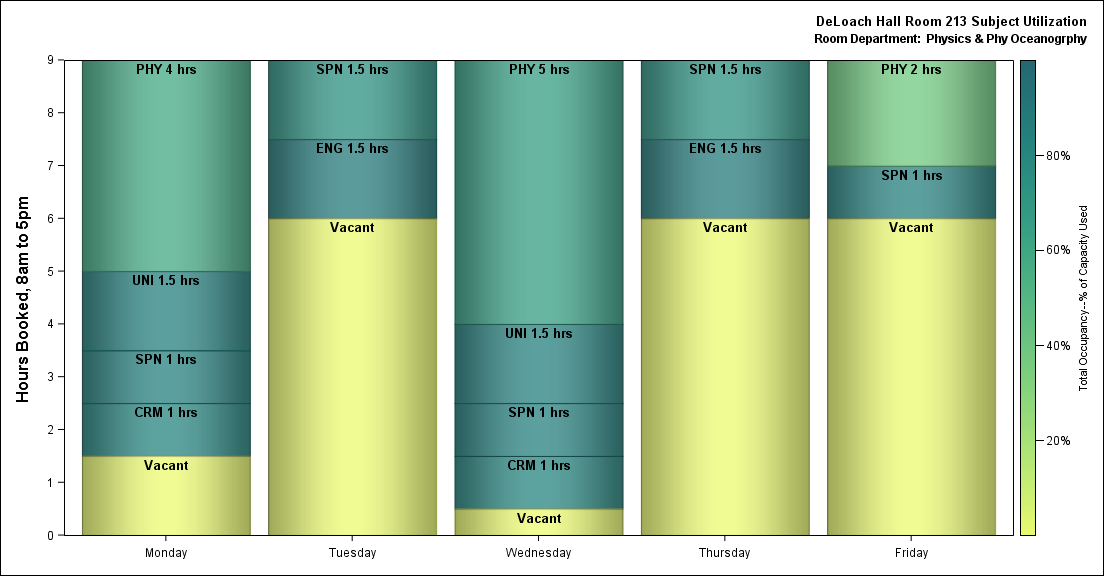 DeLoach Hall Room 213 Subject Utilization
Room Department: Physics & Phy Oceanogrphy
Hours Booked, 8am to 5pm
9
8
7
6
5
4
3
2
1
0
PHY 4 hrs
UNI 1.5 hrs
SPN 1 hrs
CRM 1 hrs
Vacant
Monday
SPN 1.5 hrs
ENG 1.5 hrs
Vacant
Tuesday
PHY 5 hrs
UNI 1.5 hrs
SPN 1 hrs
CRM 1 hrs
Vacant
Wednesday
SPN 1.5 hrs
ENG 1.5 hrs
Vacant
Thursday
PHY 2 hrs
SPN 1 hrs
Vacant
Friday
80%
60%
40%
20%
Total Occupancy--% of Capacity Used